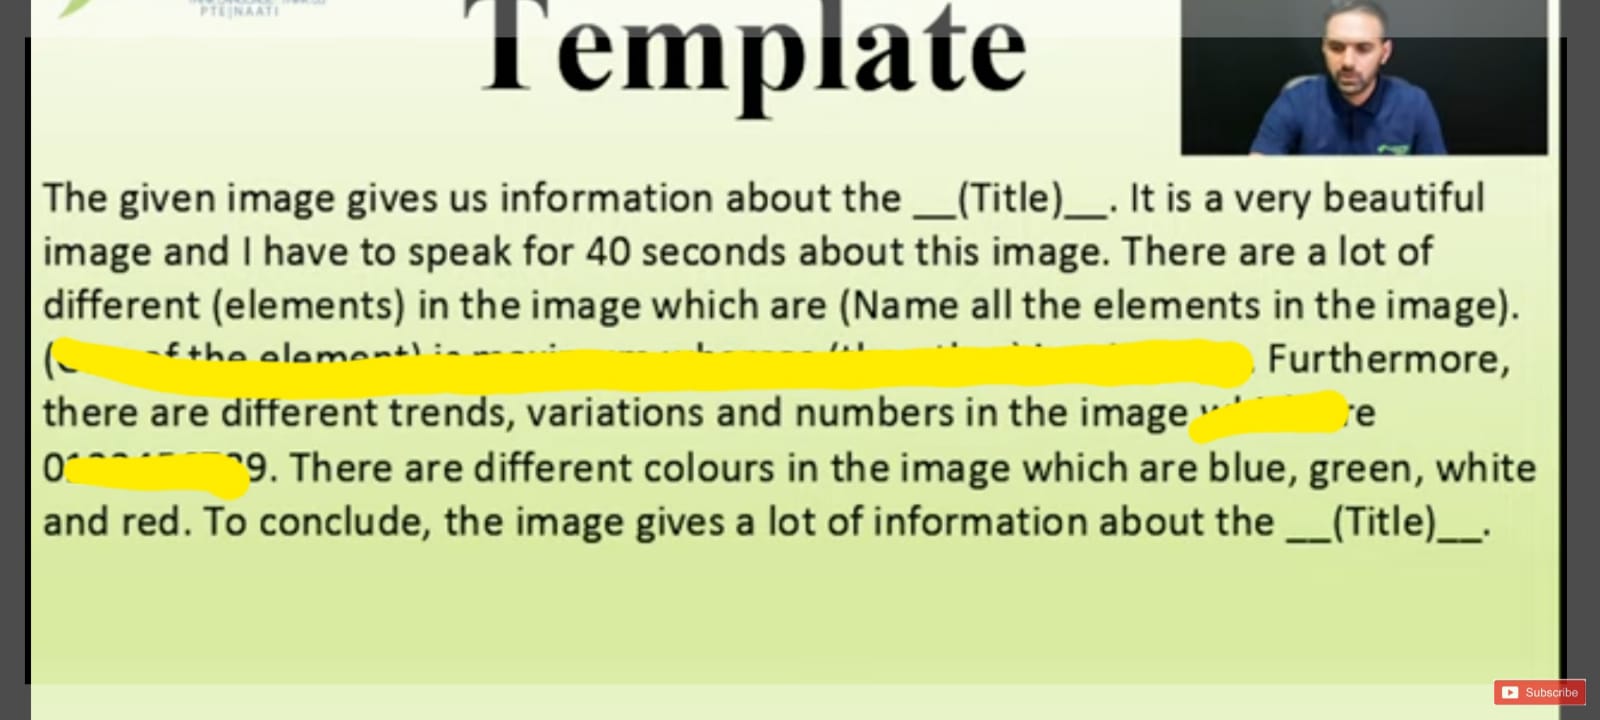 PTE|NAATI
Template
The given image gives us information about the __(Title)__. It is a very beautiful
image and I have to speak for 40 seconds about this image. There are a lot of
different (elements) in the image which are (Name all the elements in the image).
( of the element) is Furthermore,
there are different trends, variations and numbers in the image
9. There are different colours in the image which are blue, green, white
and red. To conclude, the image gives a lot of information about the __(Title)__.
Subscribe